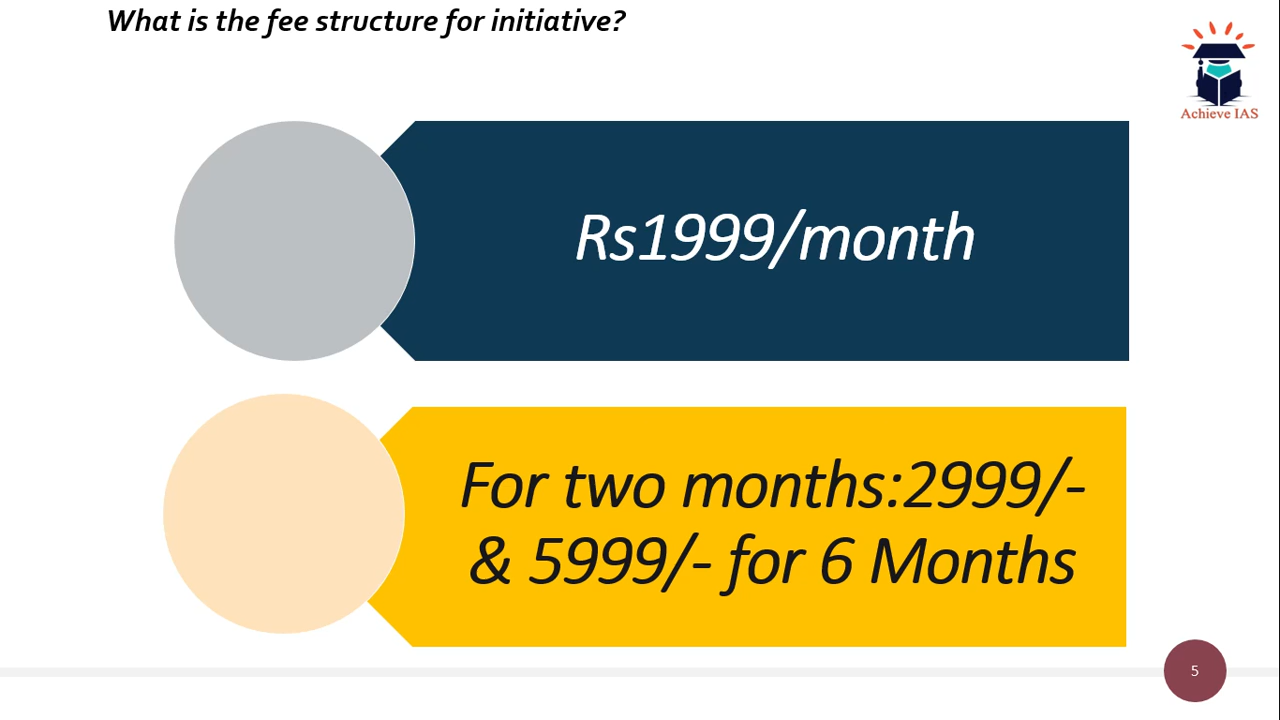 What is the fee structure for initiative?
Achieve IAS
Rs1999/month
For two months:2999/-
& 5999/- for 6 Months
5